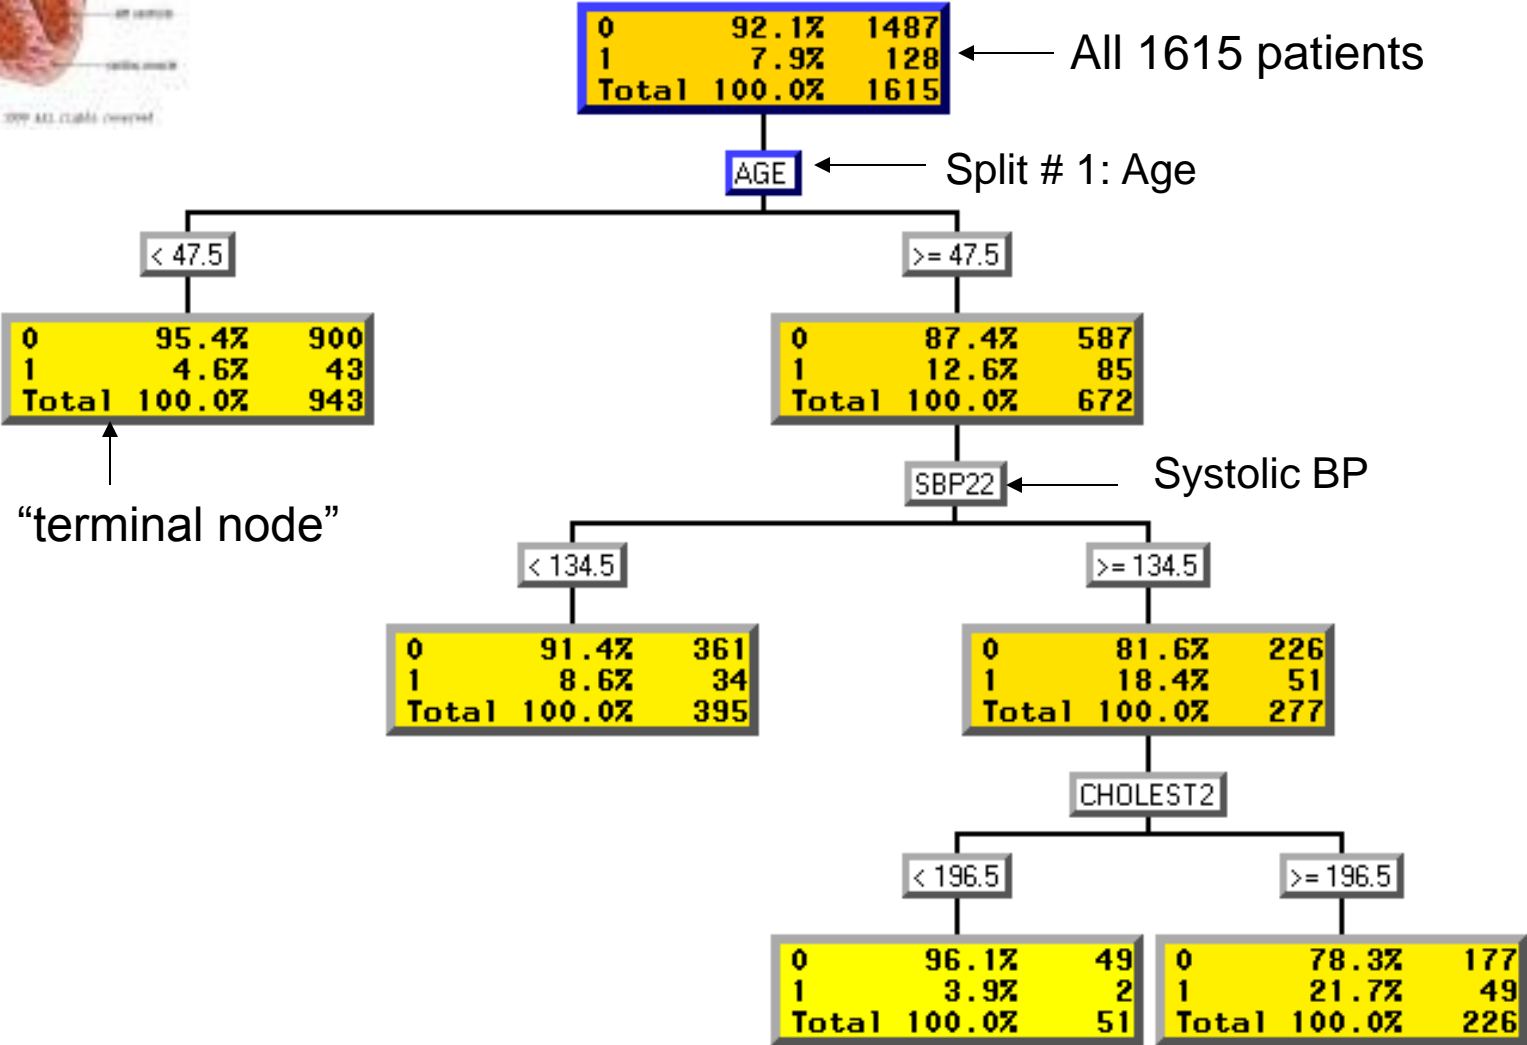 0 92.1% 1487
1 7.9% 128
Total 100.0% 1615
All 1615 patients
AGE
Split # 1: Age
< 47.5
>= 47.5
0 95.4% 900
1 4.6% 43
Total 100.0% 943
0 87.4% 587
1 12.6% 85
Total 100.0% 672
“terminal node”
SBP22
Systolic BP
< 134.5
>= 134.5
0 91.4% 361
1 8.6% 34
Total 100.0% 395
0 81.6% 226
1 18.4% 51
Total 100.0% 277
CHOLEST2
< 196.5
>= 196.5
0 96.1% 49
1 3.9% 2
Total 100.0% 51
0 78.3% 177
1 21.7% 49
Total 100.0% 226